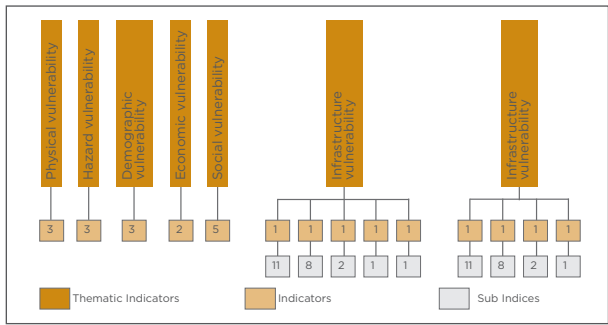 Physical vulnerability
Hazard vulnerability
Demographic
vulnerability
Economic vulnerability
Social vulnerability
Infrastructure
vulnerability
Infrastructure
vulnerability
3 3 3 2 5 1 1 1 1 1 1 1 1 1
11 8 2 1 1 11 8 2 1
Thematic Indicators Indicators Sub Indices